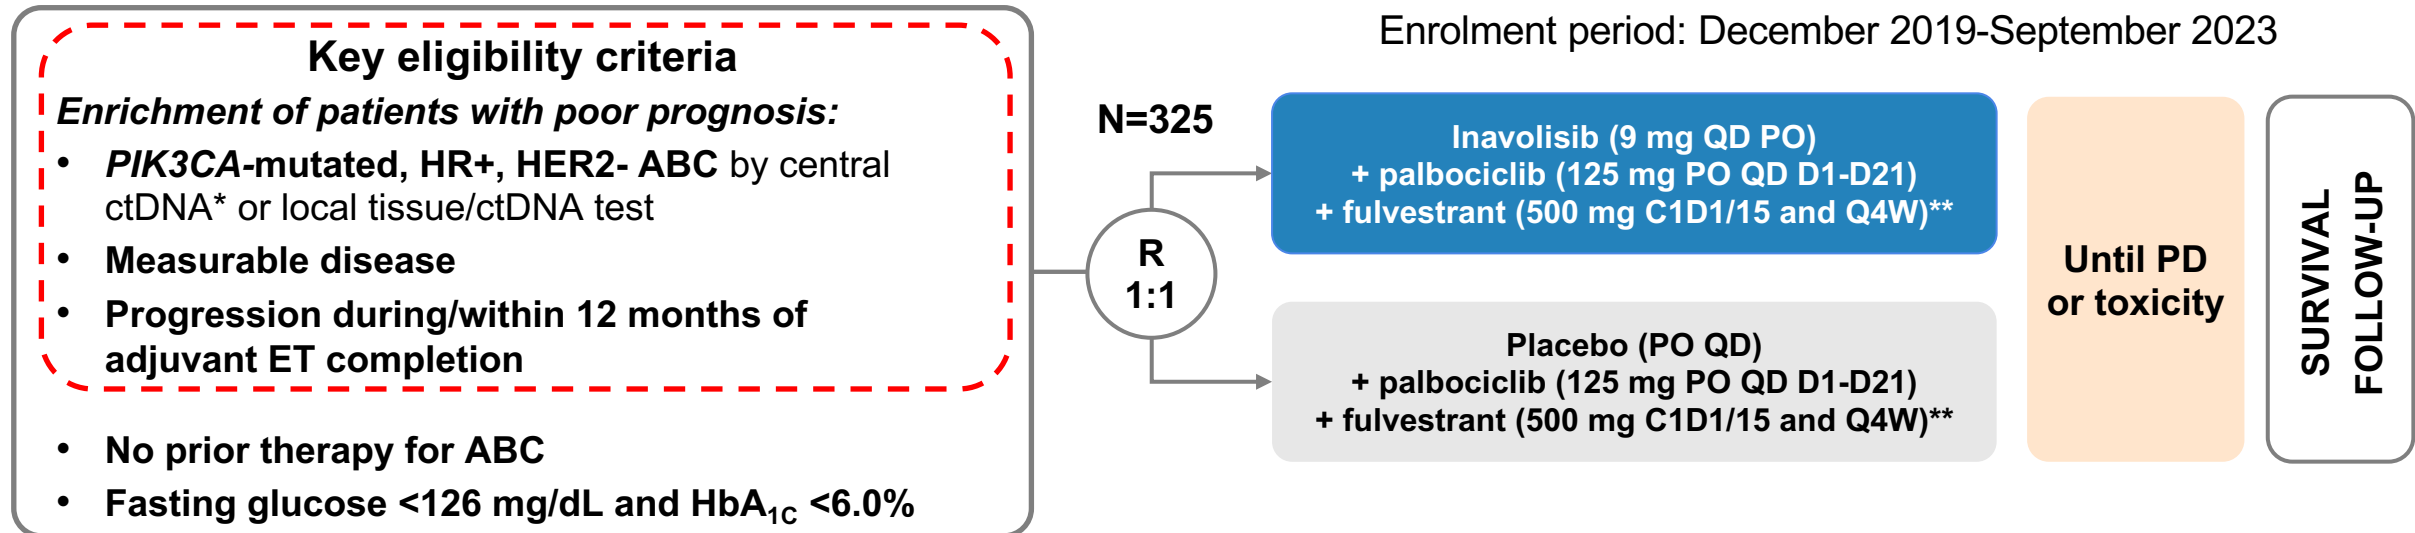 Key eligibility criteria
Enrichment of patients with poor prognosis:
• PIK3CA-mutated, HR+, HER2- ABC by central
ctDNA* or local tissue/ctDNA test
• Measurable disease
• Progression during/within 12 months of
adjuvant ET completion
• No prior therapy for ABC
• Fasting glucose <126 mg/dL and HbA1C <6.0%
Enrolment period: December 2019-September 2023
N=325
R
1:1
Inavolisib (9 mg QD PO)
+ palbociclib (125 mg PO QD D1-D21)
+ fulvestrant (500 mg C1D1/15 and Q4W)**
Placebo (PO QD)
+ palbociclib (125 mg PO QD D1-D21)
+ fulvestrant (500 mg C1D1/15 and Q4W)**
Until PD
or toxicity
SURVIVAL
FOLLOW-UP